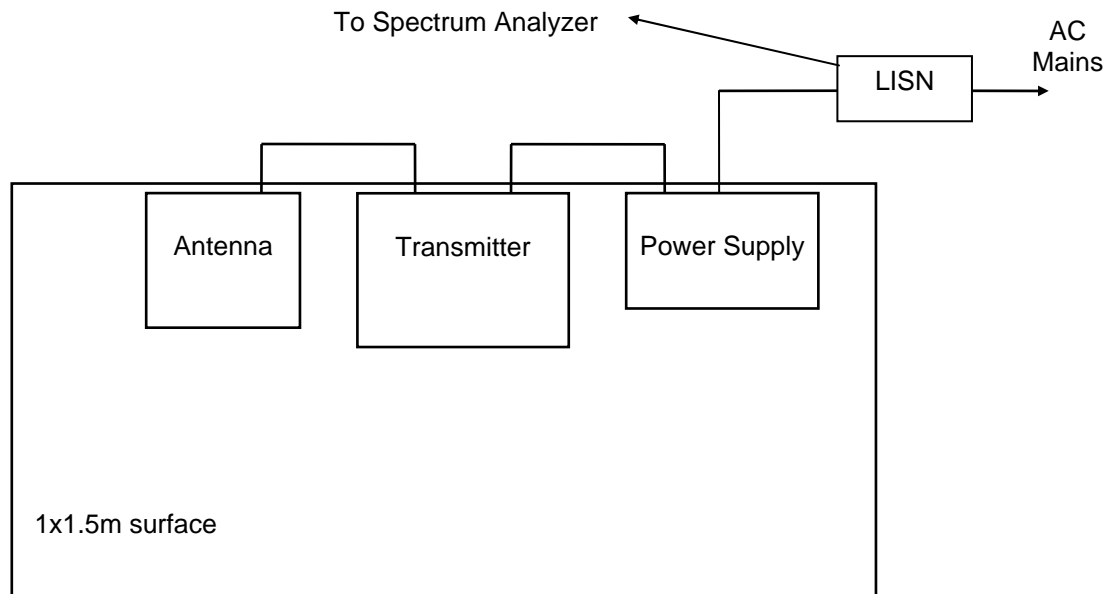 To Spectrum Analyzer
AC
Mains
LISN
Antenna
Transmitter
Power Supply
1x1.5m surface